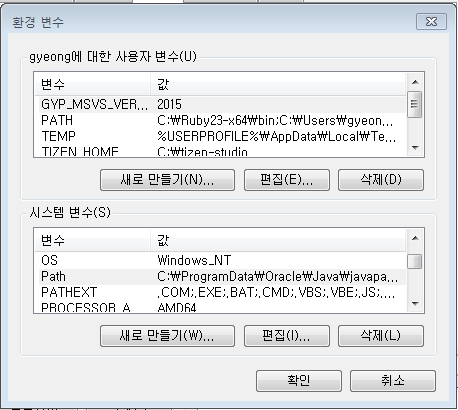 환경 변수
gyeong에 대한 사용자 변수(U)
변수 값
GYP_MSVS_VER... 2015
PATH C:₩Ruby23-x64₩bin;C:₩Users₩gyeon...
TEMP %USERPROFILE%₩AppData₩Local₩Te...
TIZEN_HOME C:₩tizen-studio
새로 만들기(N)... 편집(E)... 삭제(D)
시스템 변수(S)
변수 값
OS Windows_NT
Path C:₩ProgramData₩Oracle₩Java₩javapa...
PATHEXT .COM;.EXE;.BAT;.CMD;.VBS;.VBE;.JS;....
PROCESSOR_A... AMD64
새로 만들기(W)... 편집(I)... 삭제(L)
확인 취소